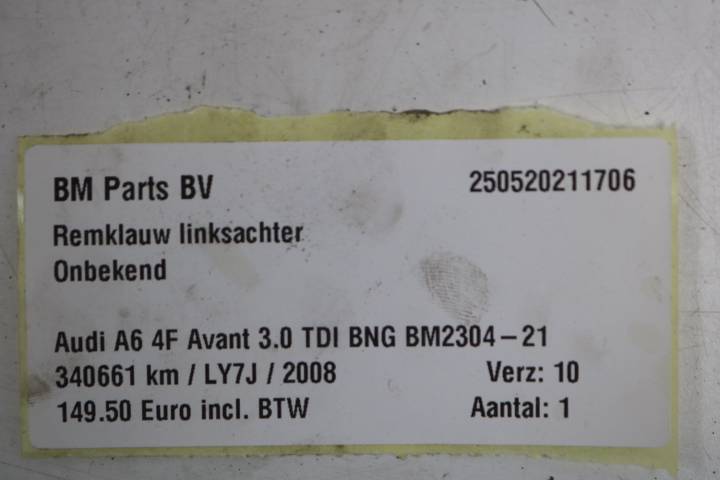 BM Parts BV 250520211706
Remklauw linksachter
Onbekend
Audi A6 4F Avant 3.0 TDI BNG BM2304-21
340661 km / LY7J / 2008 Verz: 10
149.50 Euro incl. BTW Aantal: 1